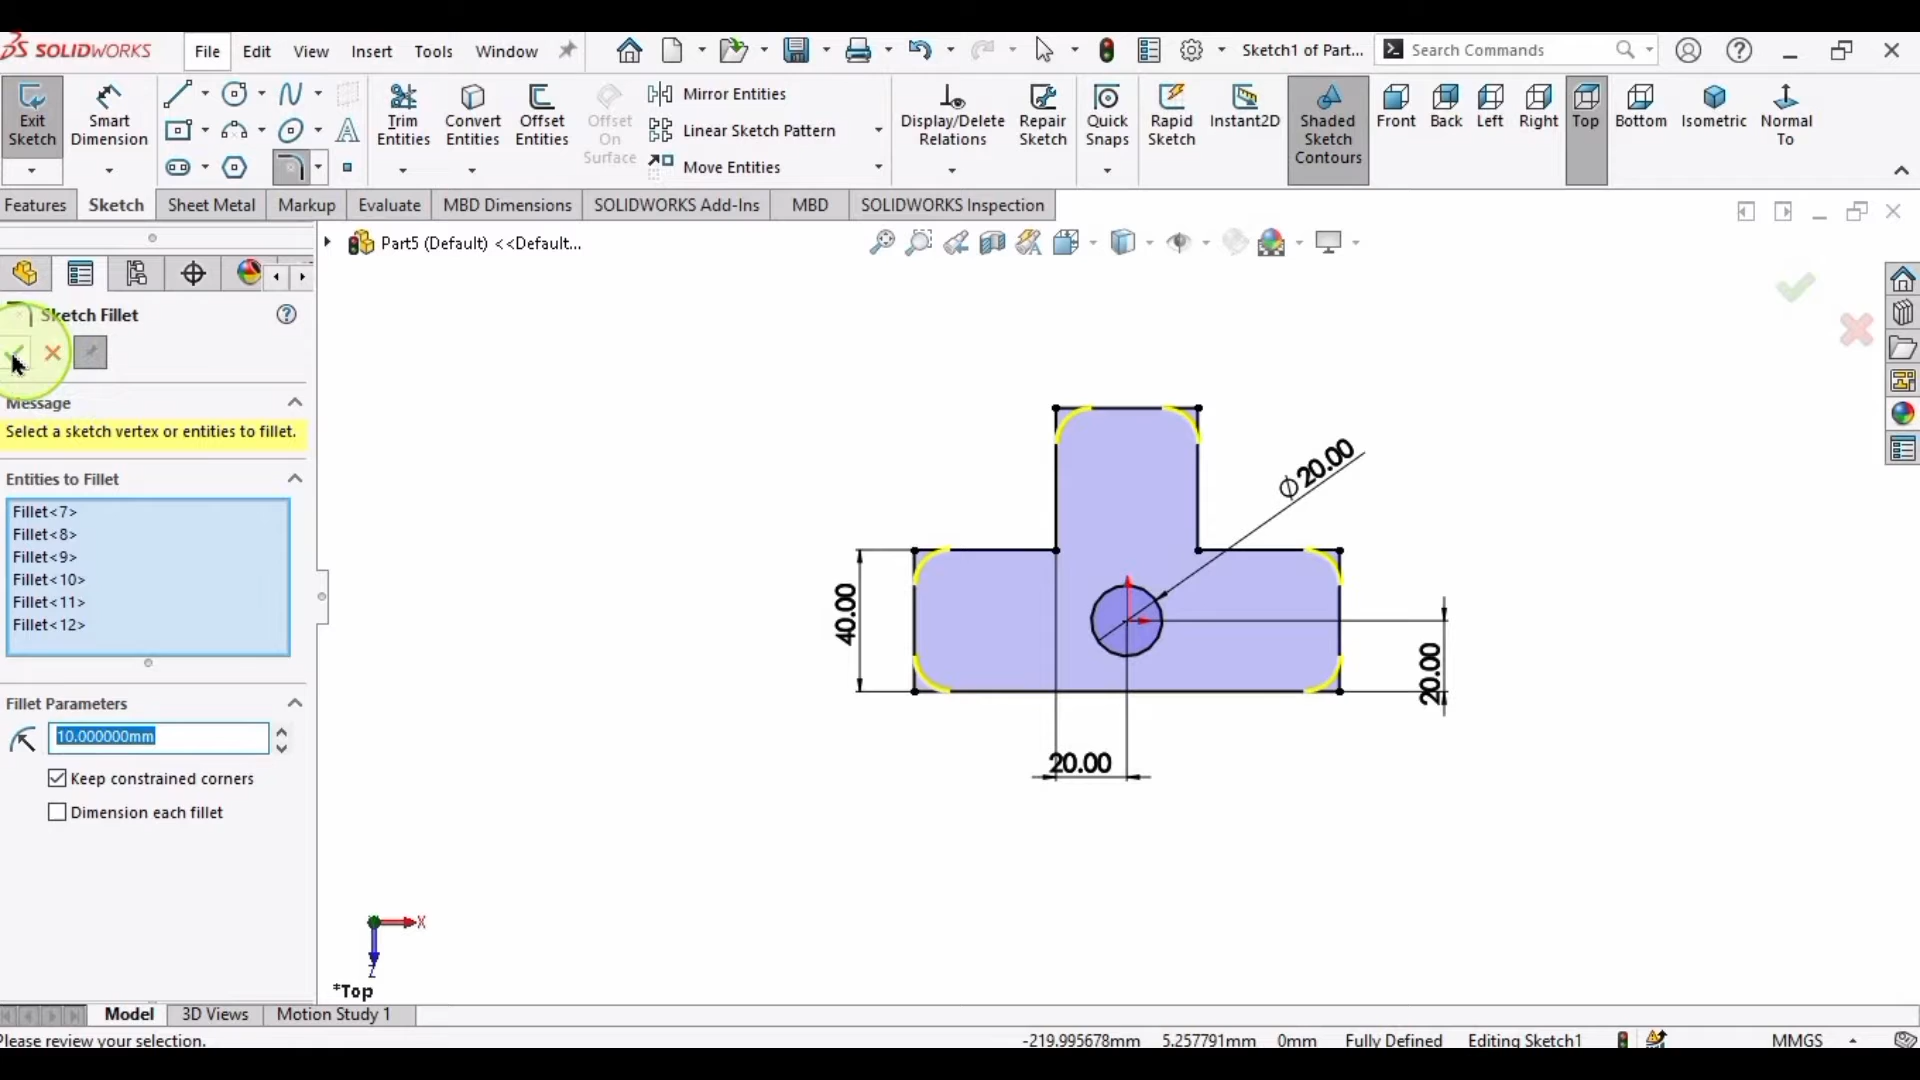 SOLIDWORKS File Edit View Insert Tools Window Sketch1 of Part... Search Commands
Exit Sketch
Smart Dimension
Trim Entities
Convert Entities
Offset Entities
Offset On Surface
Mirror Entities
Linear Sketch Pattern
Move Entities
Display/Delete Relations
Repair Sketch
Quick Snaps
Rapid Sketch
Instant2D
Shaded Sketch Contours
Front Back Left Right Top Bottom Isometric
Normal To
Features Sketch Sheet Metal Markup Evaluate MBD Dimensions SOLIDWORKS Add-Ins MBD SOLIDWORKS Inspection
Part5 (Default) <<Default...
Sketch Fillet
Message
Select a sketch vertex or entities to fillet.
Entities to Fillet
Fillet<7>
Fillet<8>
Fillet<9>
Fillet<10>
Fillet<11>
Fillet<12>
Fillet Parameters
10.000000mm
Keep constrained corners
Dimension each fillet
∅20.00
40.00
20.00
20.00
X
Z
*Top
Model 3D Views Motion Study 1
Please review your selection. -219.995678mm 5.257791mm 0mm Fully Defined Editing Sketch1 MMGS